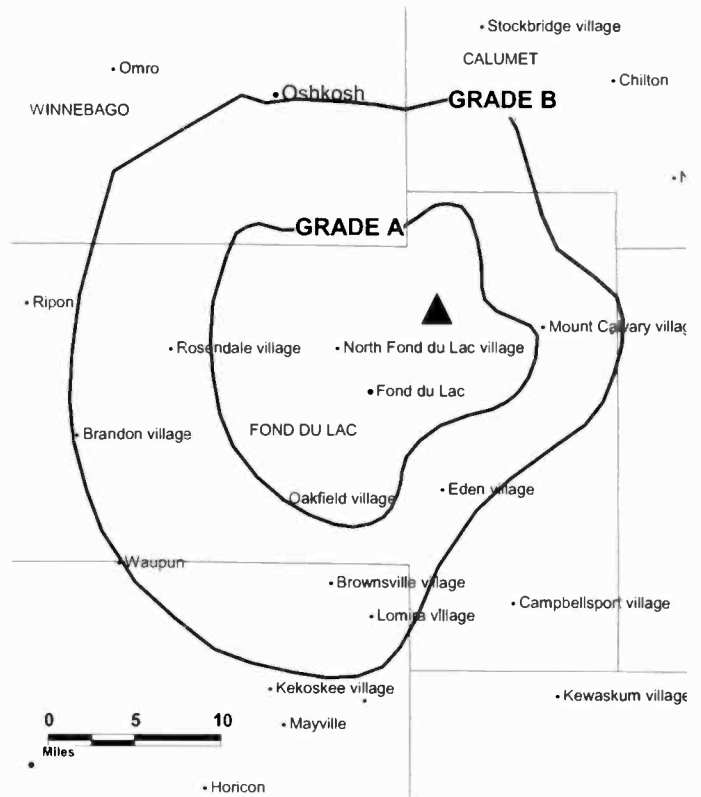 Stockbridge village
CALUMET
Omro
Chilton
Oshkosh
GRADE B
WINNEBAGO
N
GRADE A
Ripon
Mount Calvary villag
Rosendale village
North Fond du Lac village
Fond du Lac
FOND DU LAC
Brandon village
Oakfield village
Eden village
Waupun
Brownsville village
Campbellsport village
Lomira village
Kekoskee village
Kewaskum village
0 5 10
Mayville
Miles
Horicon